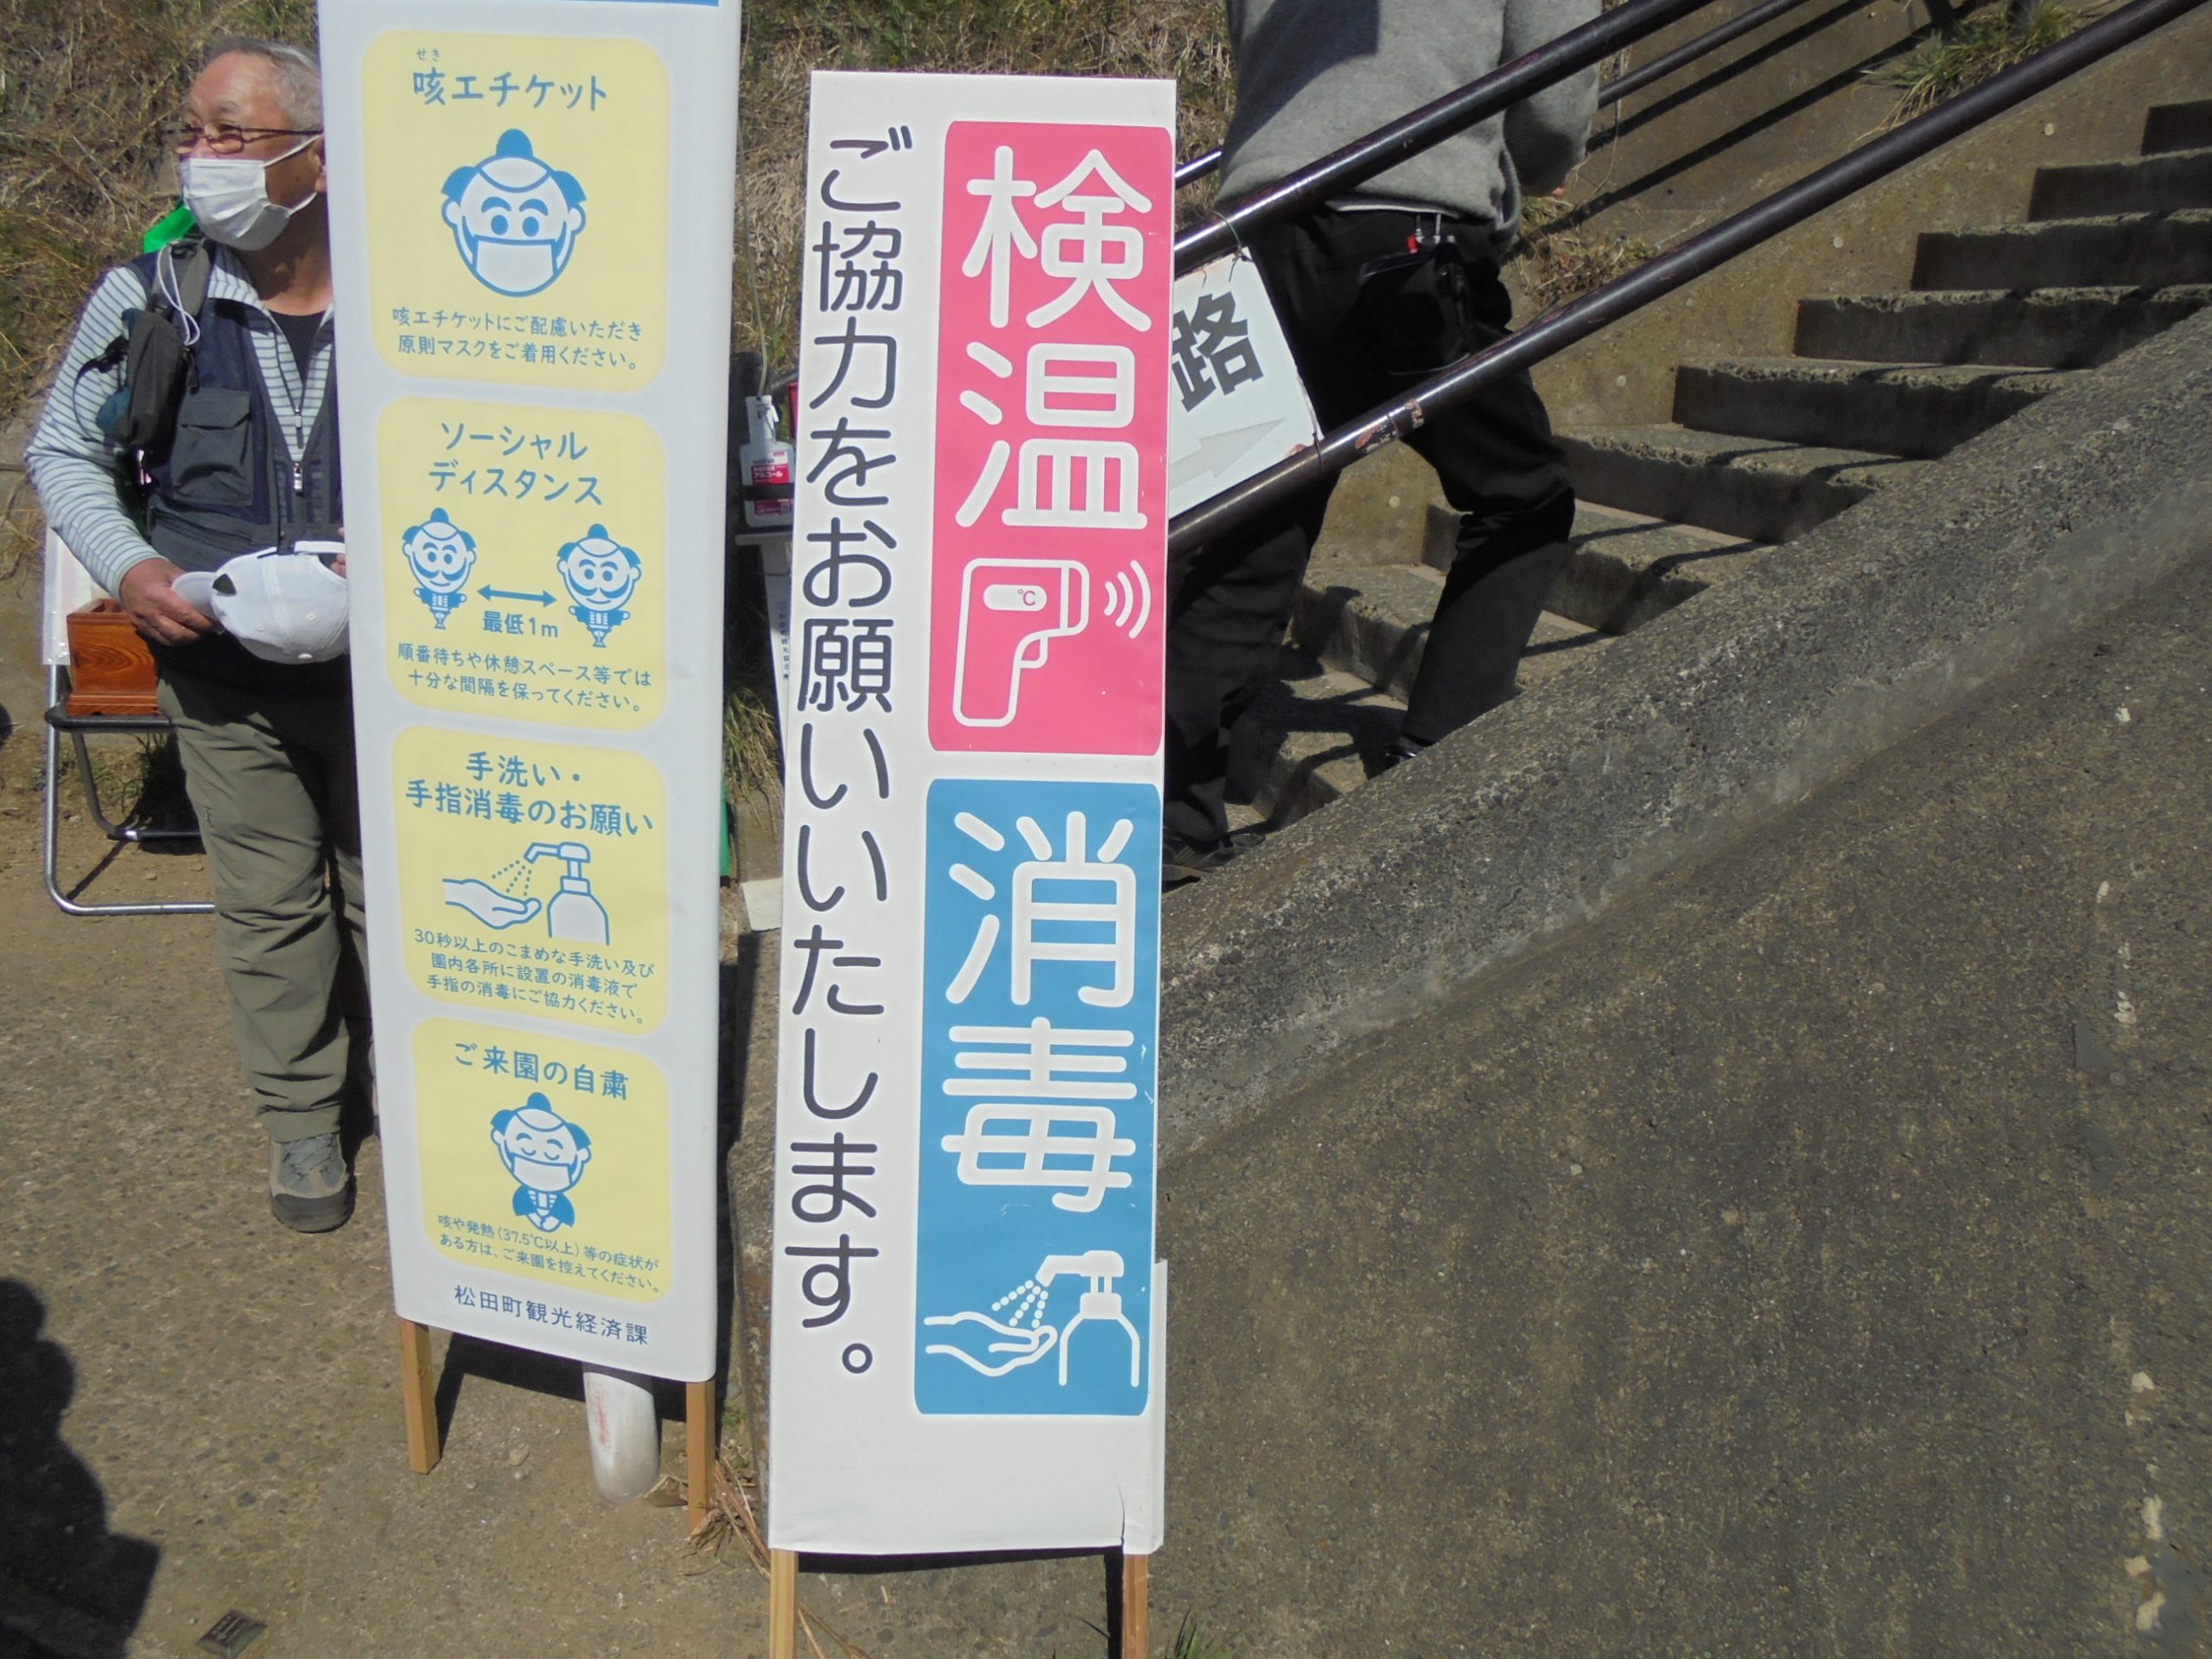 せき
咳エチケット
咳エチケットにご配慮いただき
原則マスクをご着用ください。
ソーシャル
ディスタンス
最低1m
順番待ちや休憩スペース等では
十分な間隔を保ってください。
手洗い・
手指消毒のお願い
30秒以上のこまめな手洗い及び
園内各所に設置の消毒液で
手指の消毒にご協力ください。
ご来園の自粛
咳や発熱(37.5℃以上)等の症状が
ある方は、ご来園を控えてください。
松田町観光経済課
検温
℃
消毒
ご協力をお願いいたします。
路
アルコール